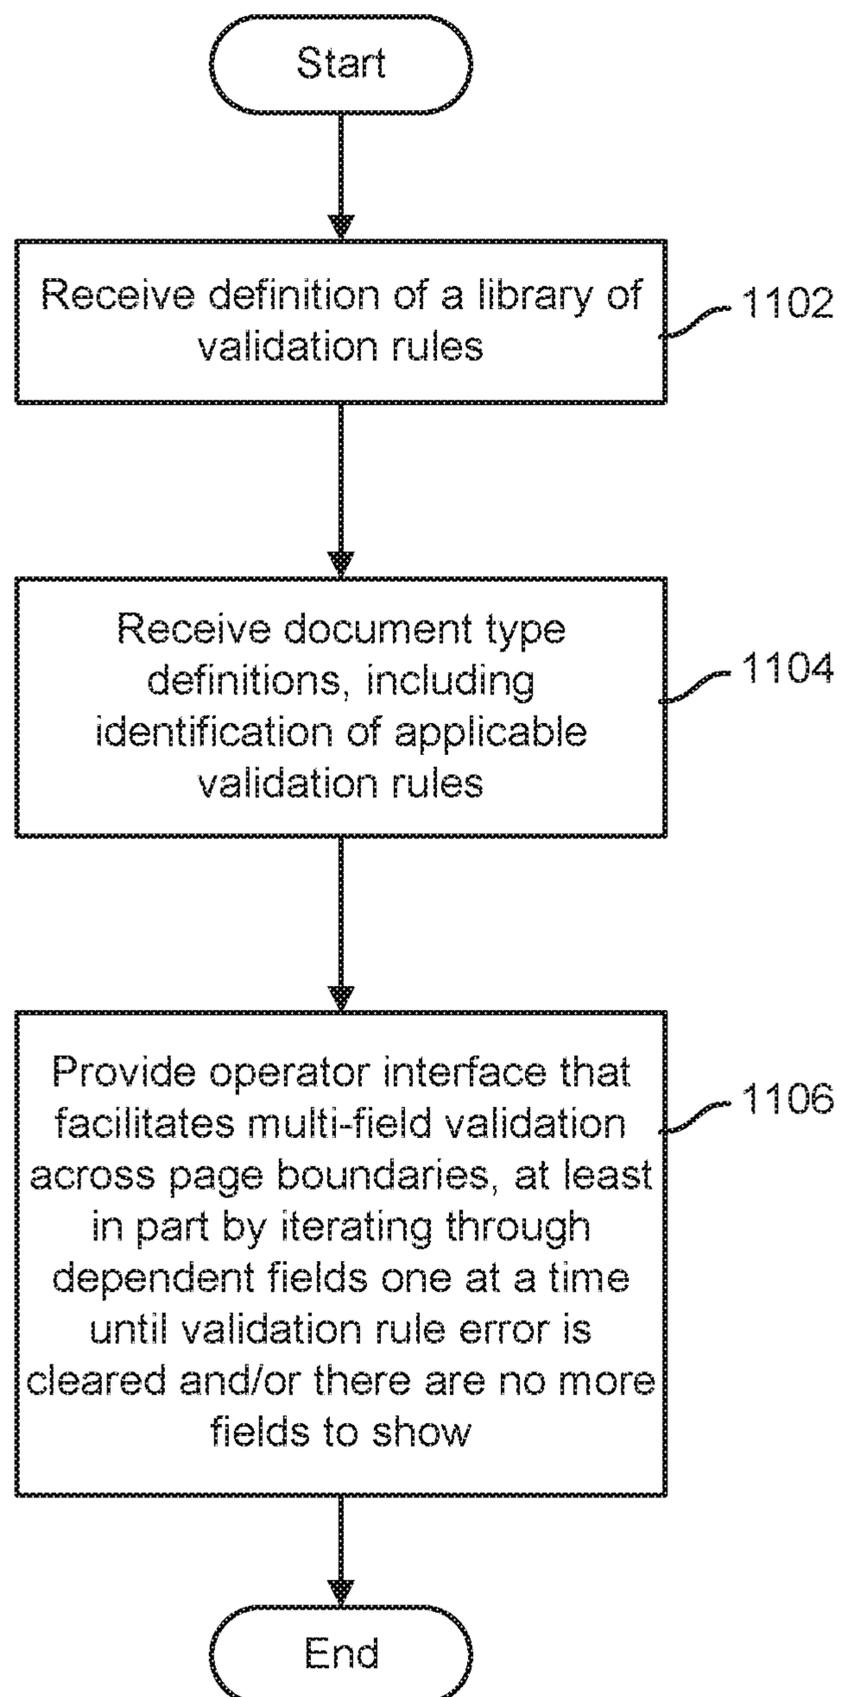 Start
Receive definition of a library of
validation rules
1102
Receive document type
definitions, including
identification of applicable
validation rules
1104
Provide operator interface that
facilitates multi-field validation
across page boundaries, at least
in part by iterating through
dependent fields one at a time
until validation rule error is
cleared and/or there are no more
fields to show
1106
End